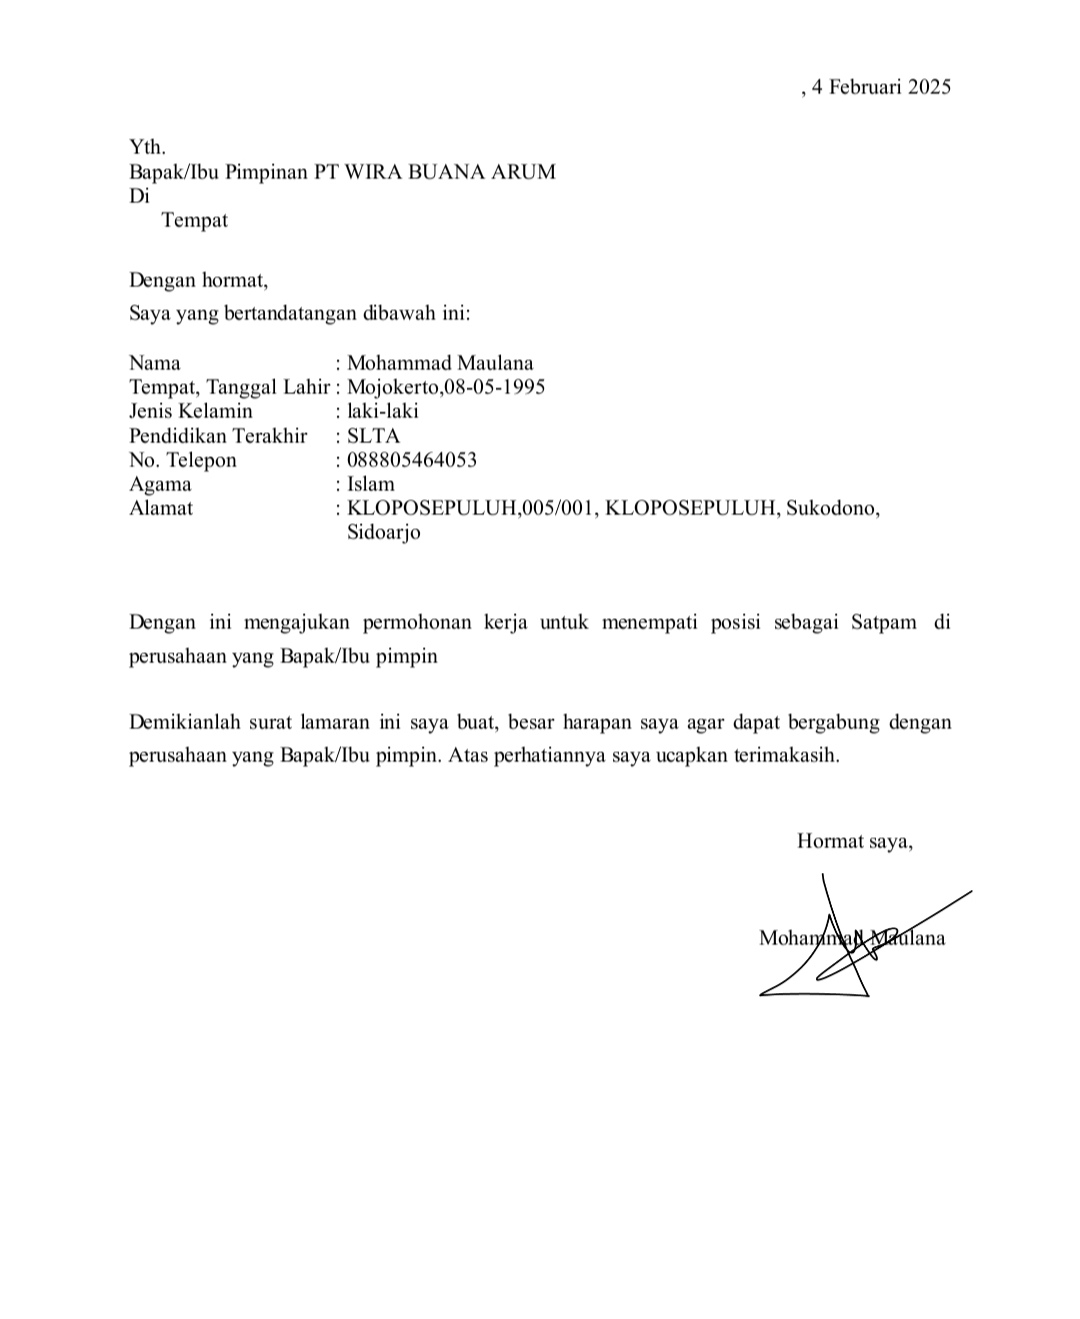 , 4 Februari 2025
Yth.
Bapak/Ibu Pimpinan PT WIRA BUANA ARUM
Di
Tempat
Dengan hormat,
Saya yang bertandatangan dibawah ini:
Nama : Mohammad Maulana
Tempat, Tanggal Lahir : Mojokerto,08-05-1995
Jenis Kelamin : laki-laki
Pendidikan Terakhir : SLTA
No. Telepon : 088805464053
Agama : Islam
Alamat : KLOPOSEPULUH,005/001, KLOPOSEPULUH, Sukodono,
Sidoarjo
Dengan ini mengajukan permohonan kerja untuk menempati posisi sebagai Satpam di
perusahaan yang Bapak/Ibu pimpin
Demikianlah surat lamaran ini saya buat, besar harapan saya agar dapat bergabung dengan
perusahaan yang Bapak/Ibu pimpin. Atas perhatiannya saya ucapkan terimakasih.
Hormat saya,
Mohammad Maulana